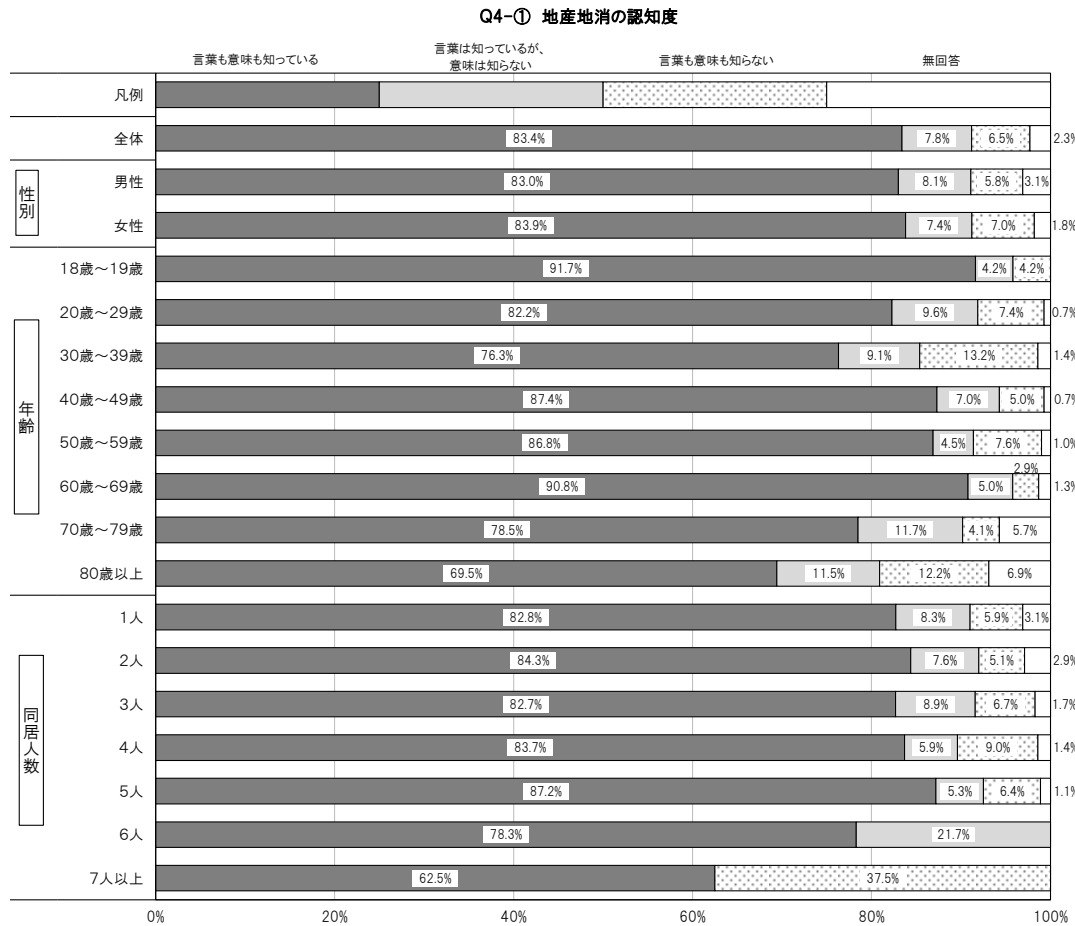 Q4-① 地産地消の認知度
言葉も意味も知っている
言葉は知っているが、
意味は知らない
言葉も意味も知らない
無回答
凡例
全体 83.4% 7.8% 6.5% 2.3%
性別
男性 83.0% 8.1% 5.8% 3.1%
女性 83.9% 7.4% 7.0% 1.8%
年齢
18歳～19歳 91.7% 4.2% 4.2%
20歳～29歳 82.2% 9.6% 7.4% 0.7%
30歳～39歳 76.3% 9.1% 13.2% 1.4%
40歳～49歳 87.4% 7.0% 5.0% 0.7%
50歳～59歳 86.8% 4.5% 7.6% 1.0%
60歳～69歳 90.8% 5.0% 2.9% 1.3%
70歳～79歳 78.5% 11.7% 4.1% 5.7%
80歳以上 69.5% 11.5% 12.2% 6.9%
同居人数
1人 82.8% 8.3% 5.9% 3.1%
2人 84.3% 7.6% 5.1% 2.9%
3人 82.7% 8.9% 6.7% 1.7%
4人 83.7% 5.9% 9.0% 1.4%
5人 87.2% 5.3% 6.4% 1.1%
6人 78.3% 21.7%
7人以上 62.5% 37.5%
0% 20% 40% 60% 80% 100%